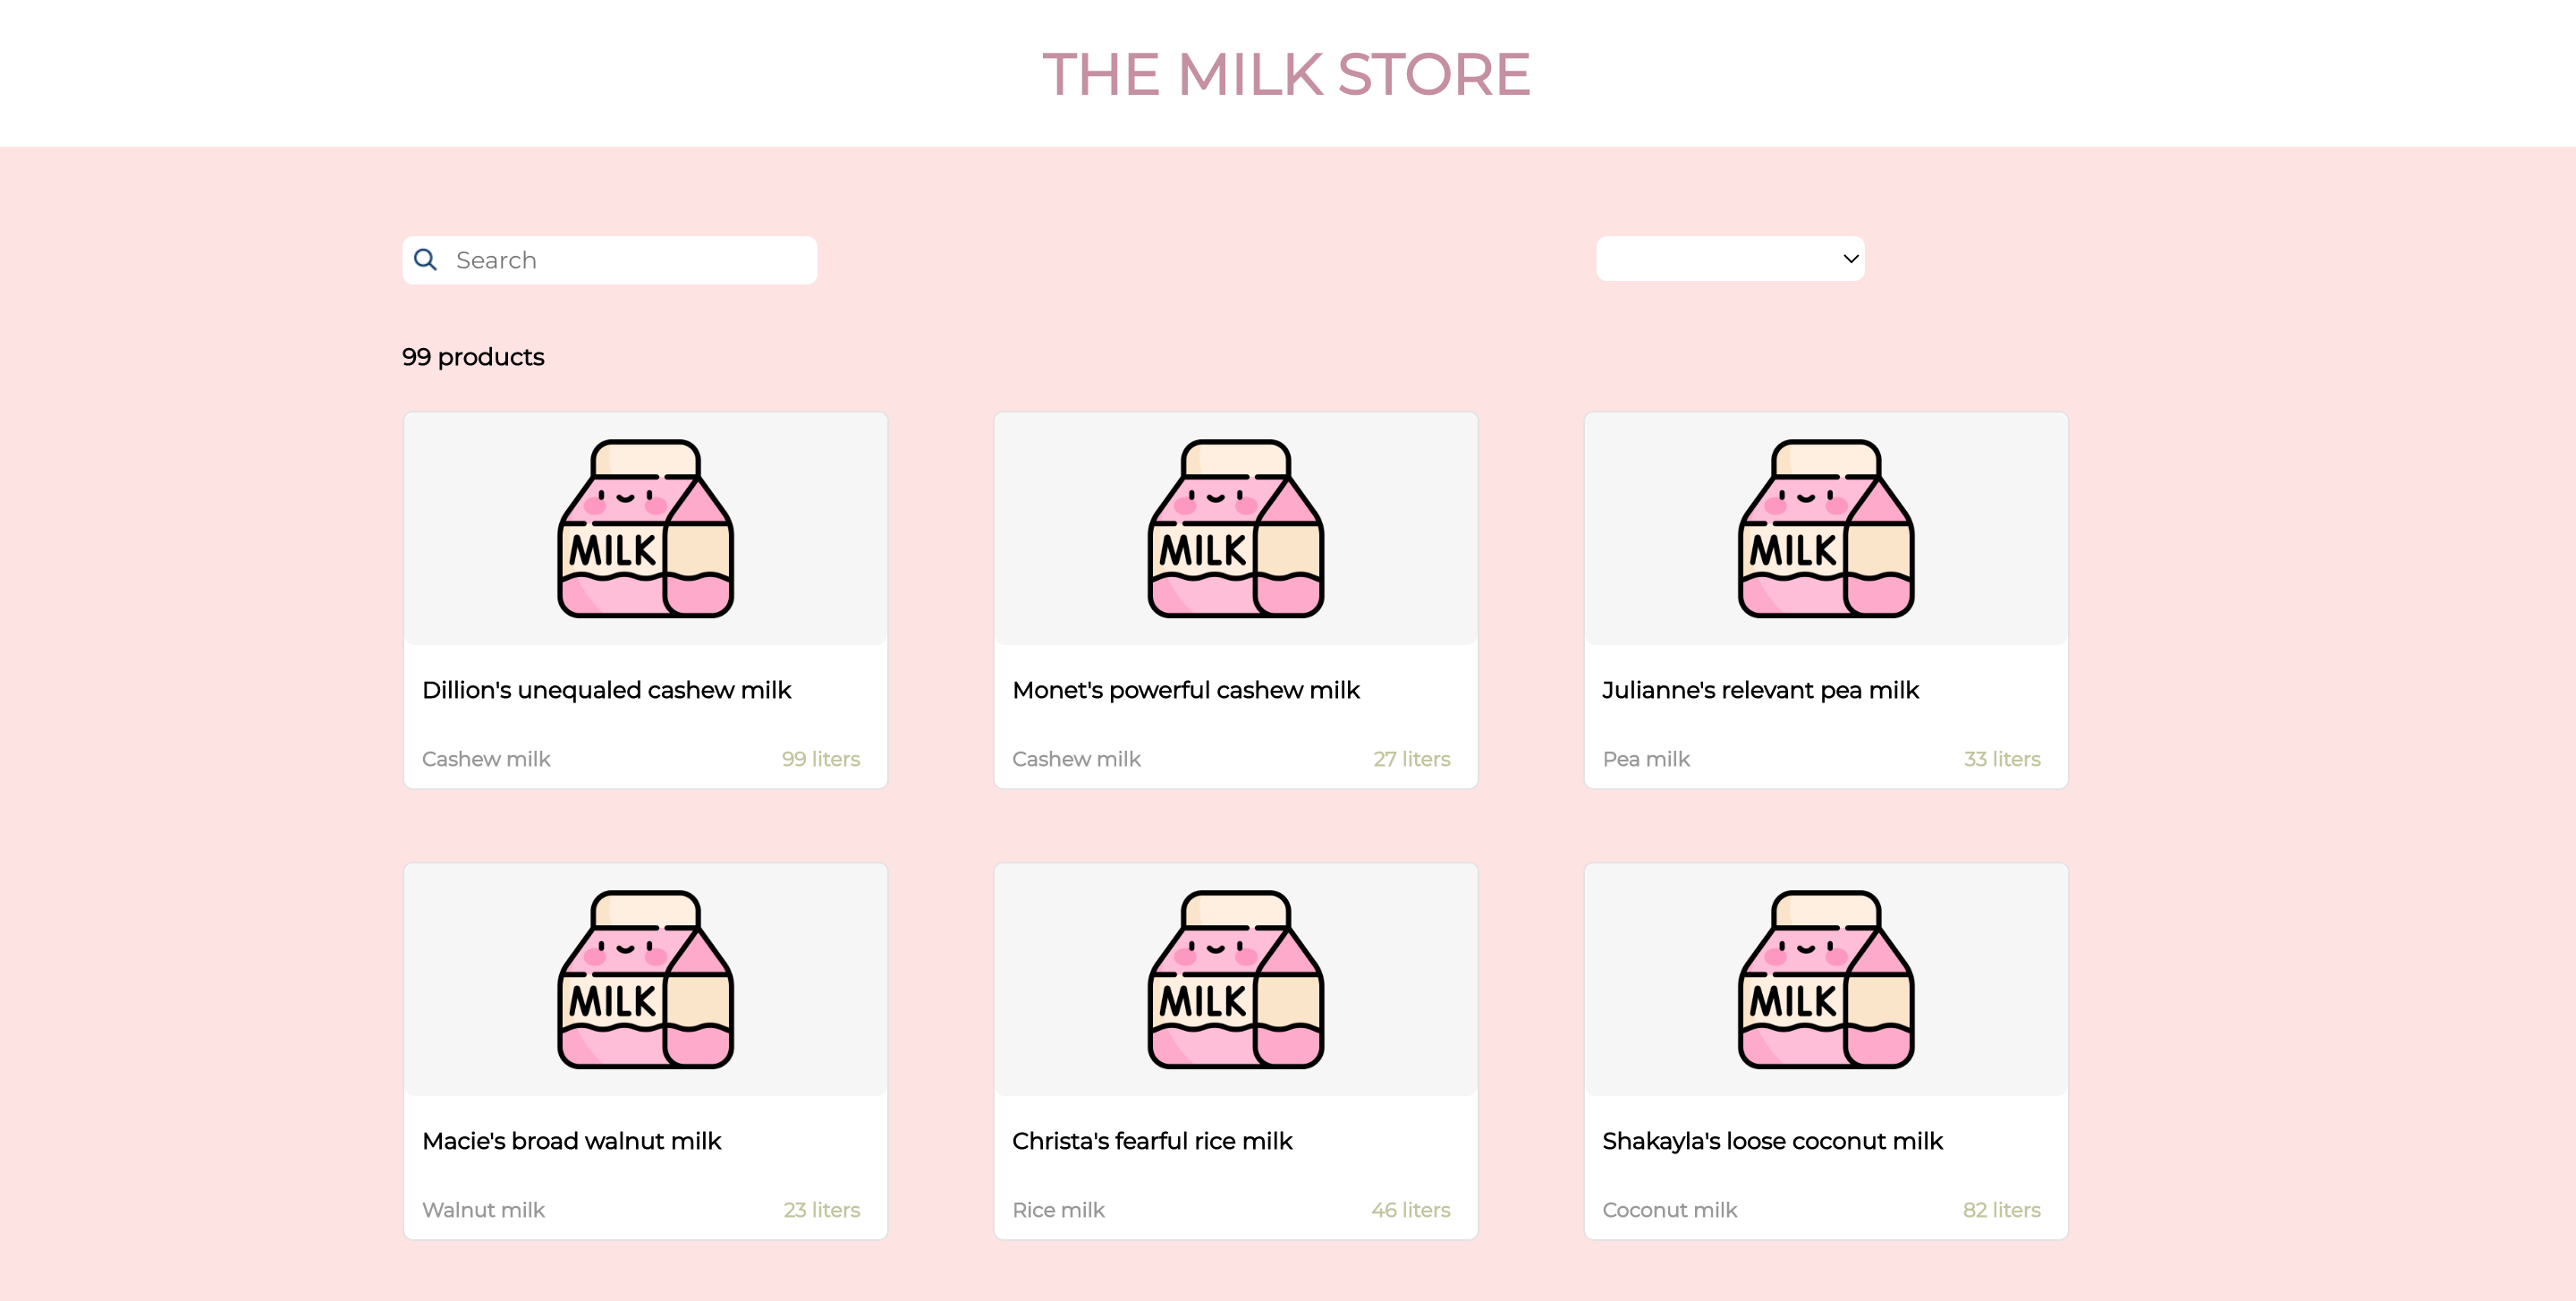 THE MILK STORE
Search
99 products
MILK MILK MILK
Dillion's unequaled cashew milk
Monet's powerful cashew milk
Julianne's relevant pea milk
Cashew milk 99 liters
Cashew milk 27 liters
Pea milk 33 liters
MILK MILK MILK
Macie's broad walnut milk
Christa's fearful rice milk
Shakayla's loose coconut milk
Walnut milk 23 liters
Rice milk 46 liters
Coconut milk 82 liters